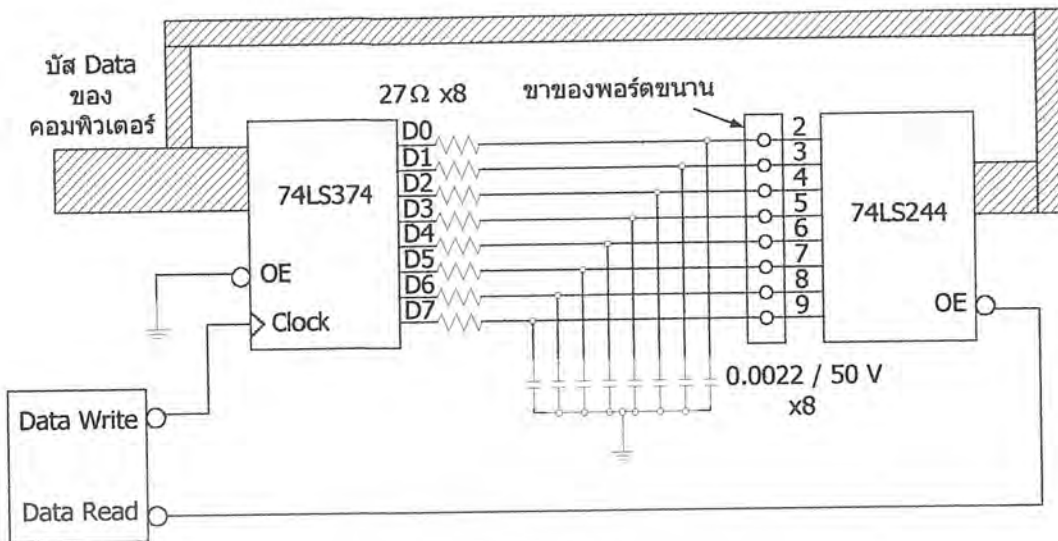 บัส Data
ของ
คอมพิวเตอร์
27Ω x8
ขาของพอร์ตขนาน
D0
D1
D2
D3
D4
D5
D6
D7
74LS374
OE
Clock
2
3
4
5
6
7
8
9
74LS244
OE
0.0022 / 50 V
x8
Data Write
Data Read